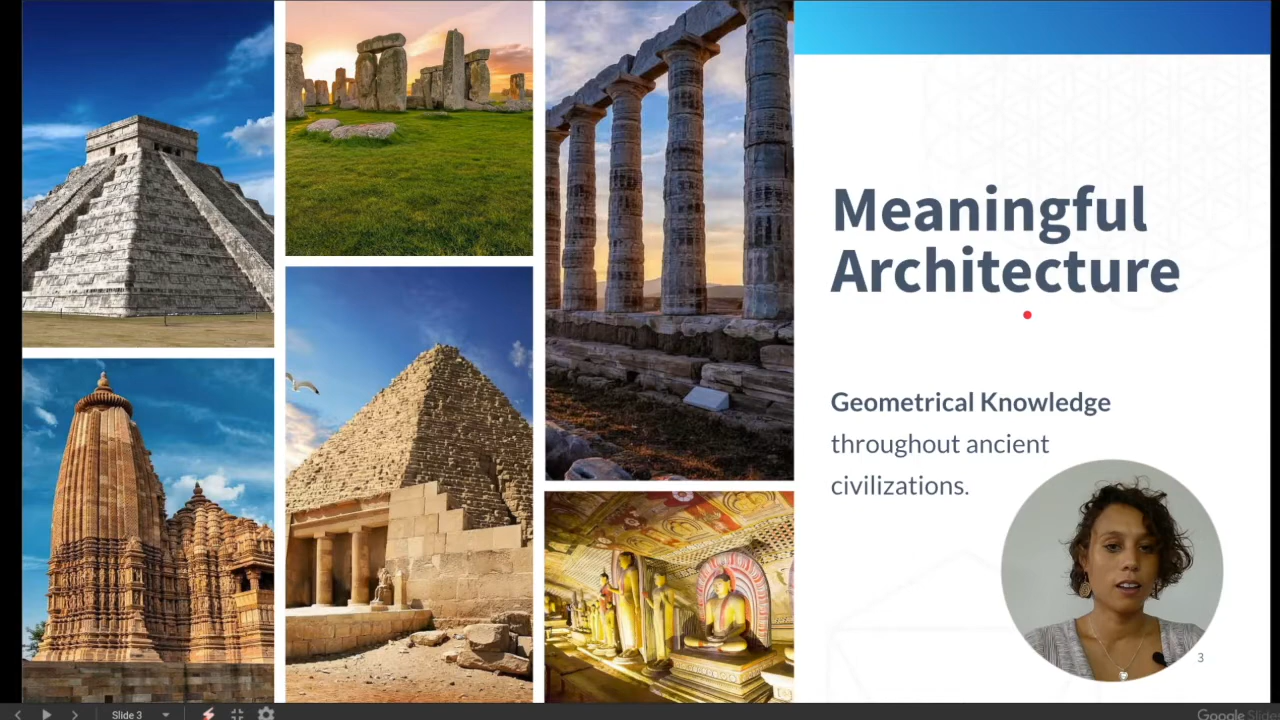 Meaningful
Architecture
Geometrical Knowledge
throughout ancient
civilizations.
3
Slide 3
Google Slides